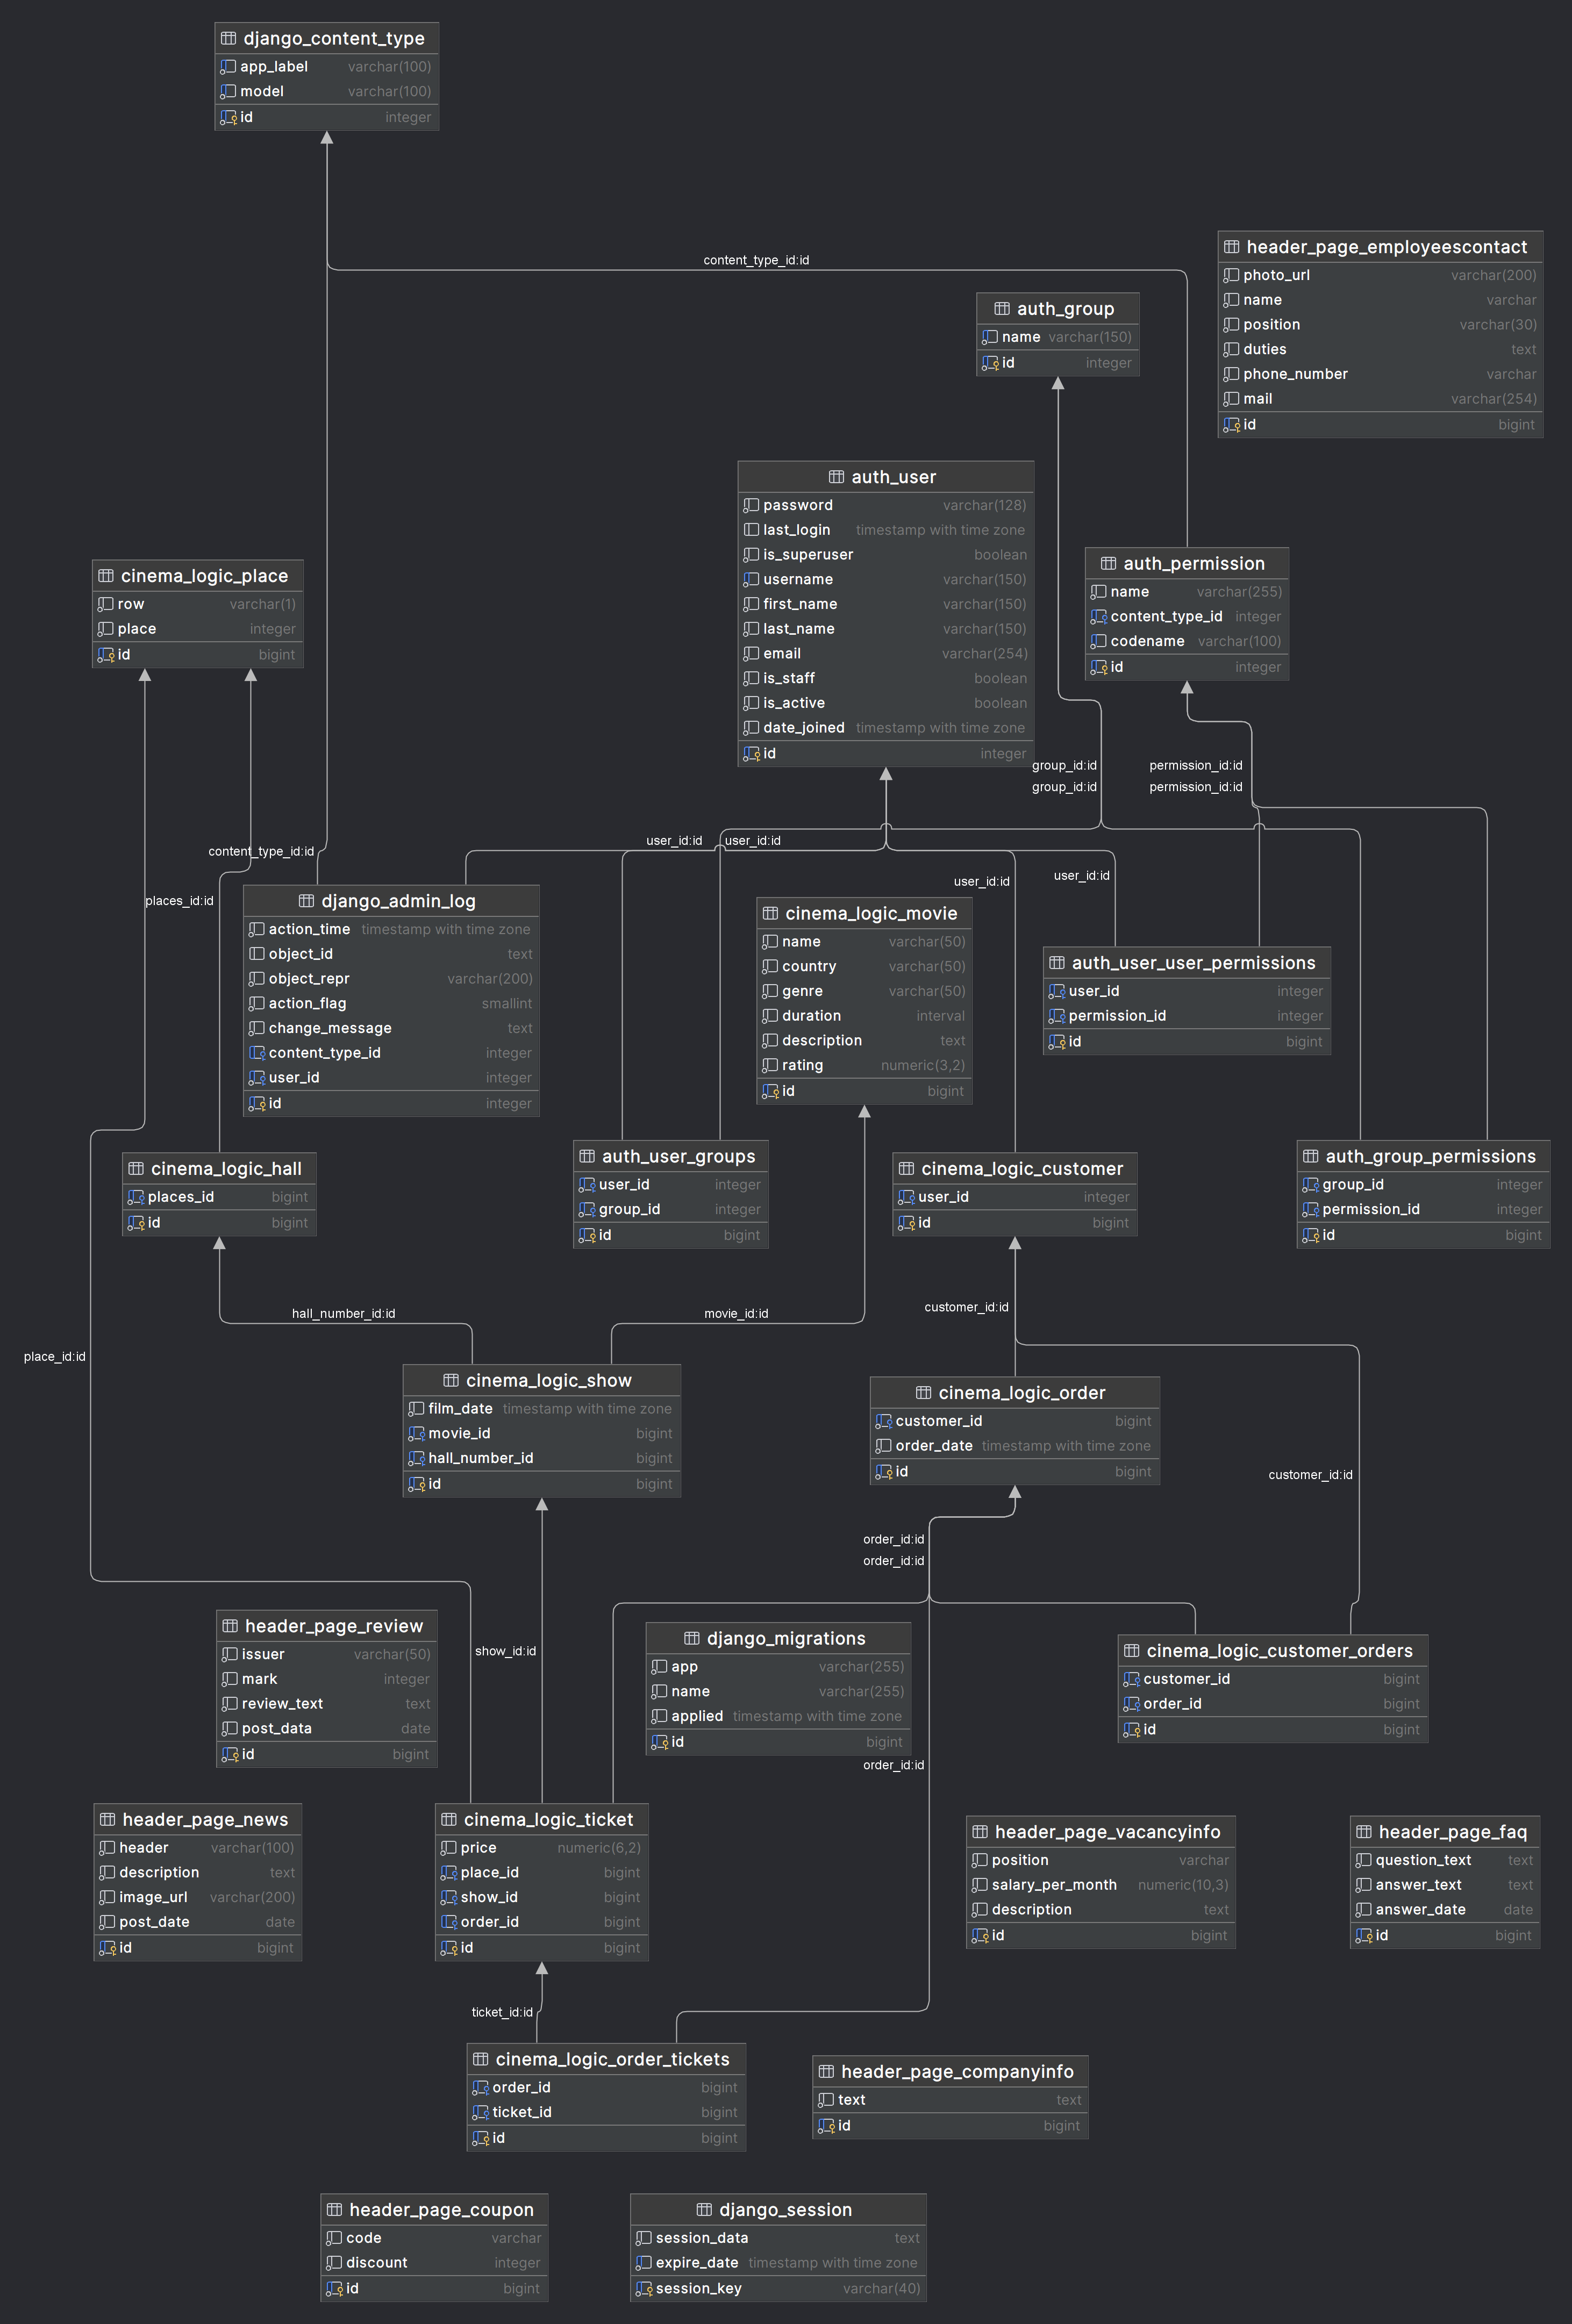 django_content_type
app_label varchar(100)
model varchar(100)
id integer
content_type_id:id
header_page_employeescontact
photo_url varchar(200)
name varchar
position varchar(30)
duties text
phone_number varchar
mail varchar(254)
id bigint
auth_group
name varchar(150)
id integer
auth_user
password varchar(128)
last_login timestamp with time zone
is_superuser boolean
username varchar(150)
first_name varchar(150)
last_name varchar(150)
email varchar(254)
is_staff boolean
is_active boolean
date_joined timestamp with time zone
id integer
auth_permission
name varchar(255)
content_type_id integer
codename varchar(100)
id integer
cinema_logic_place
row varchar(1)
place integer
id bigint
group_id:id
group_id:id
permission_id:id
permission_id:id
user_id:id
user_id:id
content_type_id:id
user_id:id
user_id:id
places_id:id
django_admin_log
action_time timestamp with time zone
object_id text
object_repr varchar(200)
action_flag smallint
change_message text
content_type_id integer
user_id integer
id integer
cinema_logic_movie
name varchar(50)
country varchar(50)
genre varchar(50)
duration interval
description text
rating numeric(3,2)
id bigint
auth_user_user_permissions
user_id integer
permission_id integer
id bigint
cinema_logic_hall
places_id bigint
id bigint
auth_user_groups
user_id integer
group_id integer
id bigint
cinema_logic_customer
user_id integer
id bigint
auth_group_permissions
group_id integer
permission_id integer
id bigint
hall_number_id:id
movie_id:id
customer_id:id
place_id:id
cinema_logic_show
film_date timestamp with time zone
movie_id bigint
hall_number_id bigint
id bigint
cinema_logic_order
customer_id bigint
order_date timestamp with time zone
id bigint
customer_id:id
order_id:id
order_id:id
header_page_review
issuer varchar(50)
mark integer
review_text text
post_data date
id bigint
show_id:id
django_migrations
app varchar(255)
name varchar(255)
applied timestamp with time zone
id bigint
cinema_logic_customer_orders
customer_id bigint
order_id bigint
id bigint
order_id:id
header_page_news
header varchar(100)
description text
image_url varchar(200)
post_date date
id bigint
cinema_logic_ticket
price numeric(6,2)
place_id bigint
show_id bigint
order_id bigint
id bigint
header_page_vacancyinfo
position varchar
salary_per_month numeric(10,3)
description text
id bigint
header_page_faq
question_text text
answer_text text
answer_date date
id bigint
ticket_id:id
cinema_logic_order_tickets
order_id bigint
ticket_id bigint
id bigint
header_page_companyinfo
text text
id bigint
header_page_coupon
code varchar
discount integer
id bigint
django_session
session_data text
expire_date timestamp with time zone
session_key varchar(40)